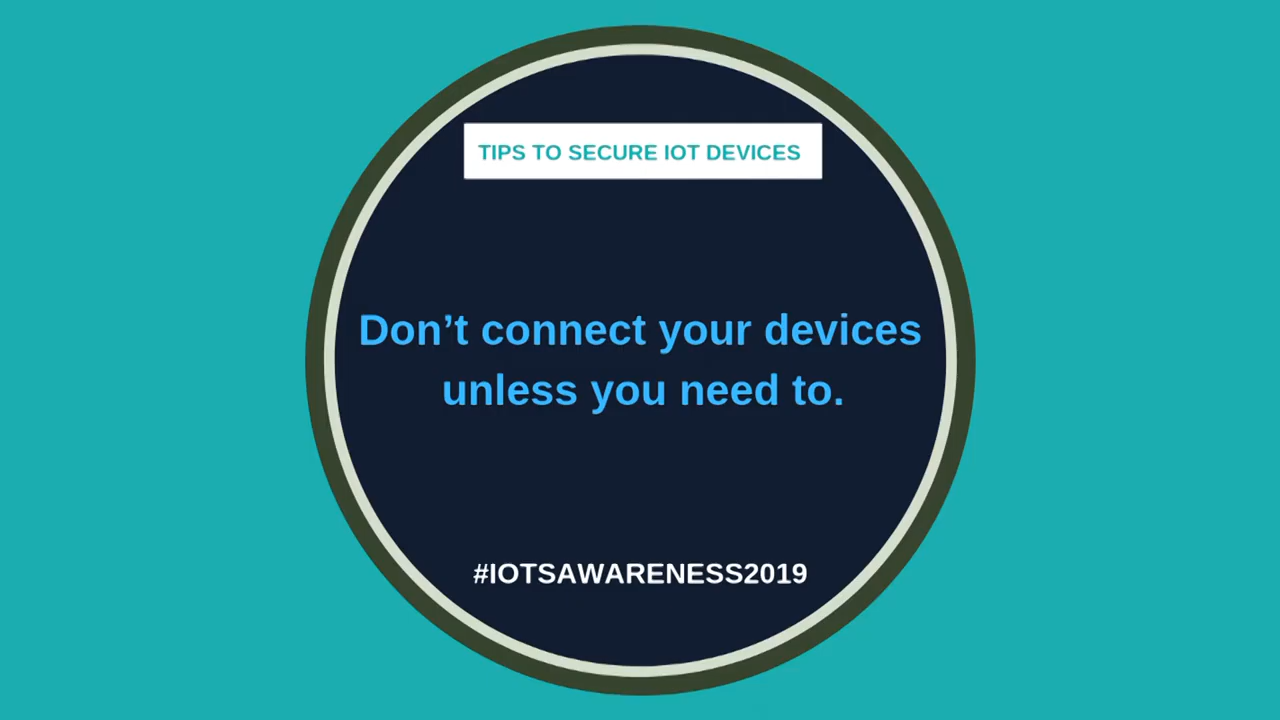 TIPS TO SECURE IOT DEVICES
Don’t connect your devices
unless you need to.
#IOTSAWARENESS2019